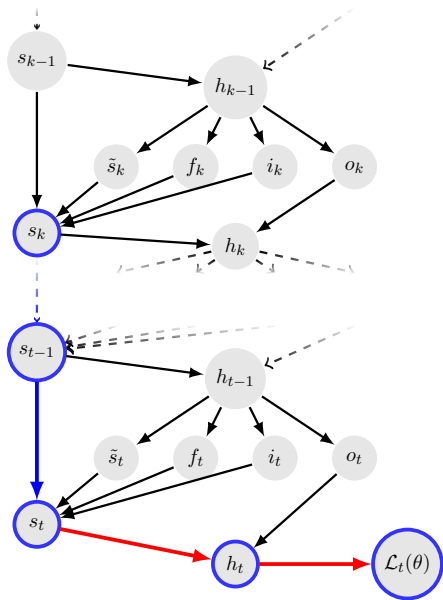 s_{k−1}
h_{k−1}
s̃_k f_k i_k o_k
s_k
h_k
s_{t−1}
h_{t−1}
s̃_t f_t i_t o_t
s_t
h_t ℒ_t(θ)